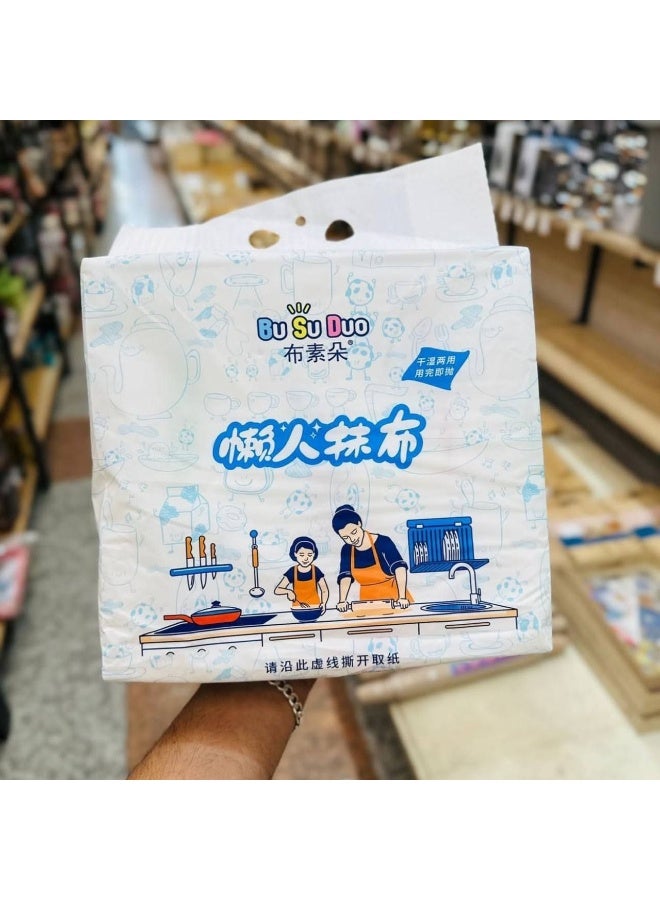 Bu Su Duo
布素朵®
干湿两用
用完即抛
懒人抹布
请沿此虚线撕开取纸